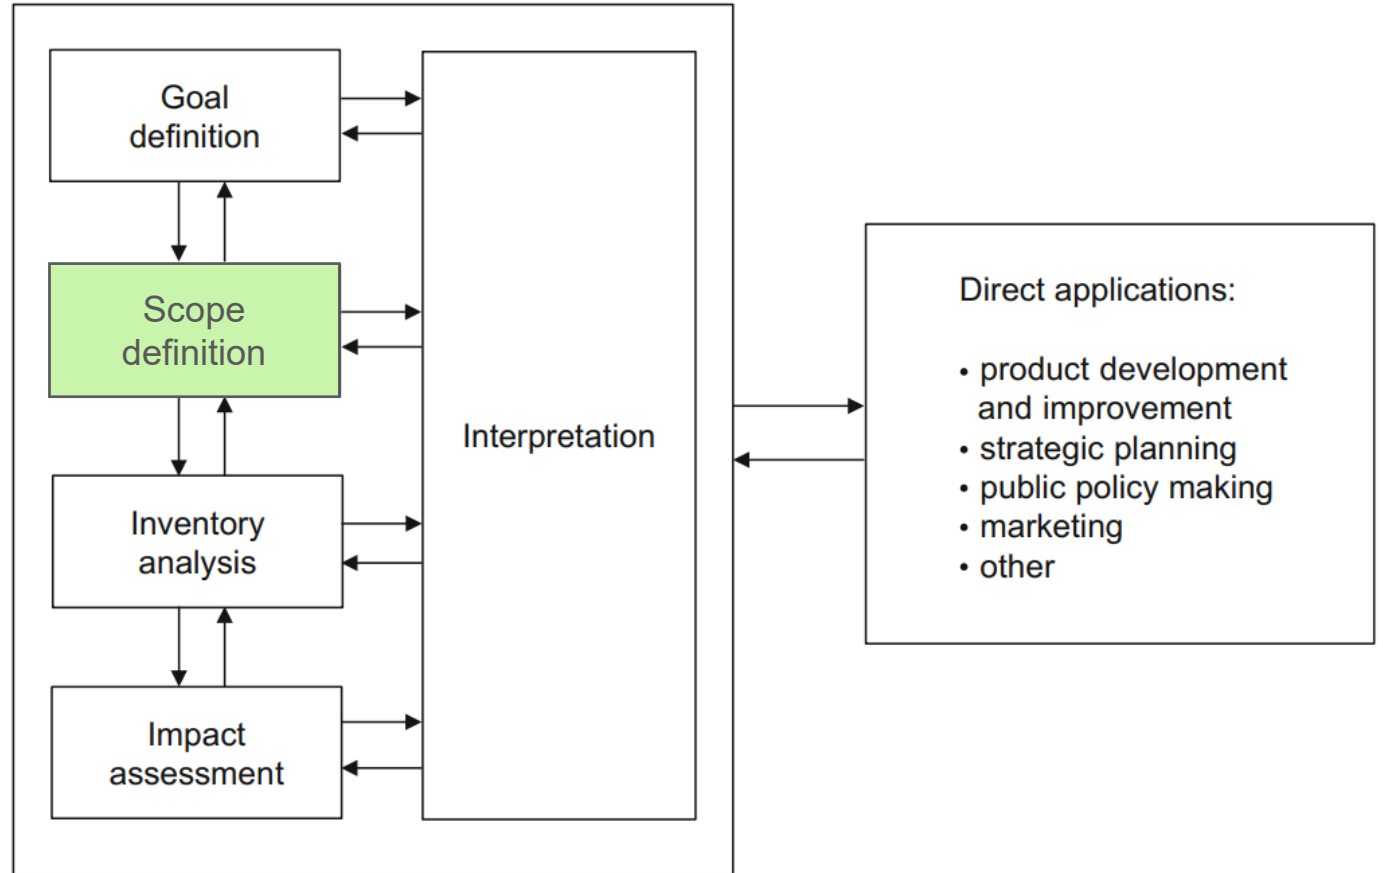 Goal
definition
Scope
definition
Inventory
analysis
Impact
assessment
Interpretation
Direct applications:
• product development
and improvement
• strategic planning
• public policy making
• marketing
• other